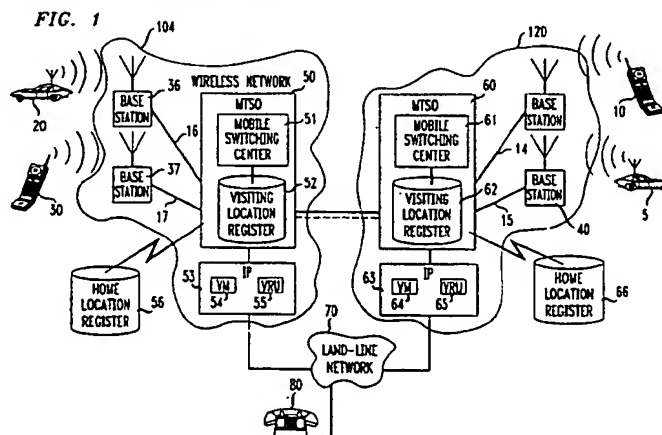 FIG. 1
104
120
WIRELESS NETWORK
50
60
36
BASE
STATION
20
16
MTSO
51
MOBILE
SWITCHING
CENTER
MTSO
61
MOBILE
SWITCHING
CENTER
14
BASE
STATION
10
37
BASE
STATION
30
17
52
VISITING
LOCATION
REGISTER
62
VISITING
LOCATION
REGISTER
15
BASE
STATION
40
5
HOME
LOCATION
REGISTER
56
53
IP
VM
54
VRU
55
63
IP
VM
64
VRU
65
HOME
LOCATION
REGISTER
66
70
LAND-LINE
NETWORK
80